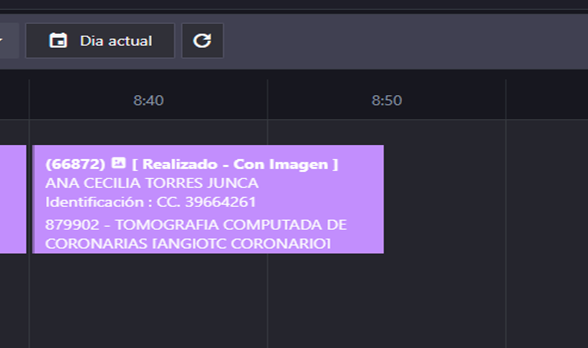 Dia actual
8:40
8:50
(66872) [ Realizado - Con Imagen ]
ANA CECILIA TORRES JUNCA
Identificación : CC. 39664261
879902 - TOMOGRAFIA COMPUTADA DE
CORONARIAS [ANGIOTC CORONARIO]